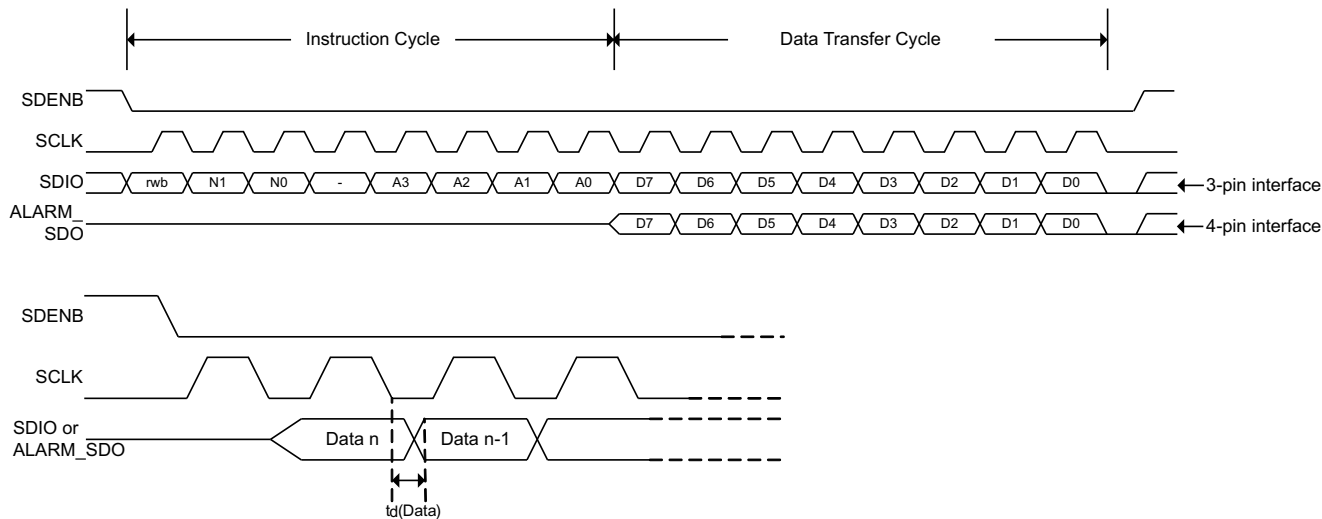 Instruction Cycle Data Transfer Cycle
SDENB
SCLK
SDIO rwb N1 N0 - A3 A2 A1 A0 D7 D6 D5 D4 D3 D2 D1 D0 3-pin interface
ALARM_
SDO D7 D6 D5 D4 D3 D2 D1 D0 4-pin interface
SDENB
SCLK
SDIO or
ALARM_SDO Data n Data n-1
td(Data)